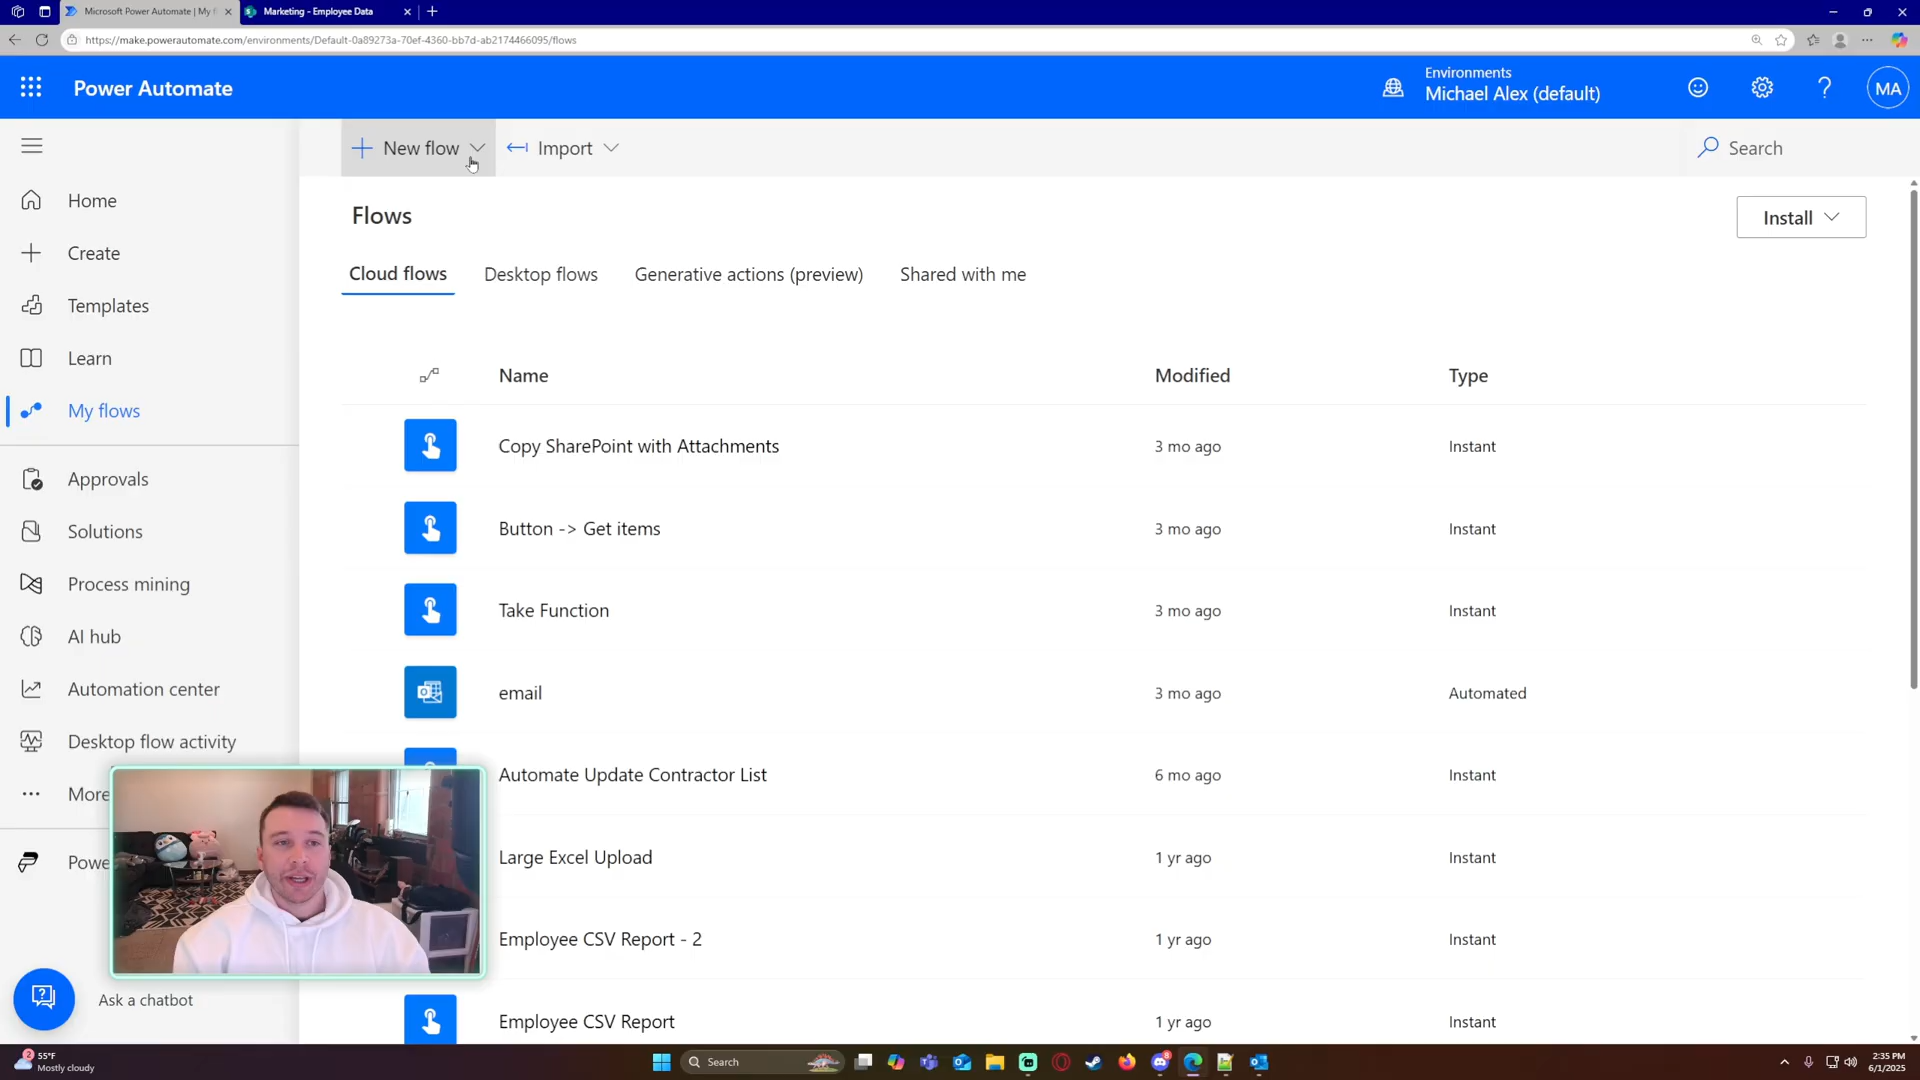 Microsoft Power Automate | My f
Marketing - Employee Data
https://make.powerautomate.com/environments/Default-0a89273a-70ef-4360-bb7d-ab2174466095/flows
Power Automate
Environments
Michael Alex (default)
MA
New flow
Import
Search
Home
Create
Templates
Learn
My flows
Approvals
Solutions
Process mining
AI hub
Automation center
Desktop flow activity
More
Powe
Ask a chatbot
Flows
Install
Cloud flows
Desktop flows
Generative actions (preview)
Shared with me
Name Modified Type
Copy SharePoint with Attachments 3 mo ago Instant
Button -> Get items 3 mo ago Instant
Take Function 3 mo ago Instant
email 3 mo ago Automated
Automate Update Contractor List 6 mo ago Instant
Large Excel Upload 1 yr ago Instant
Employee CSV Report - 2 1 yr ago Instant
Employee CSV Report 1 yr ago Instant
2
55°F
Mostly cloudy
Search
8
2:35 PM
6/1/2025